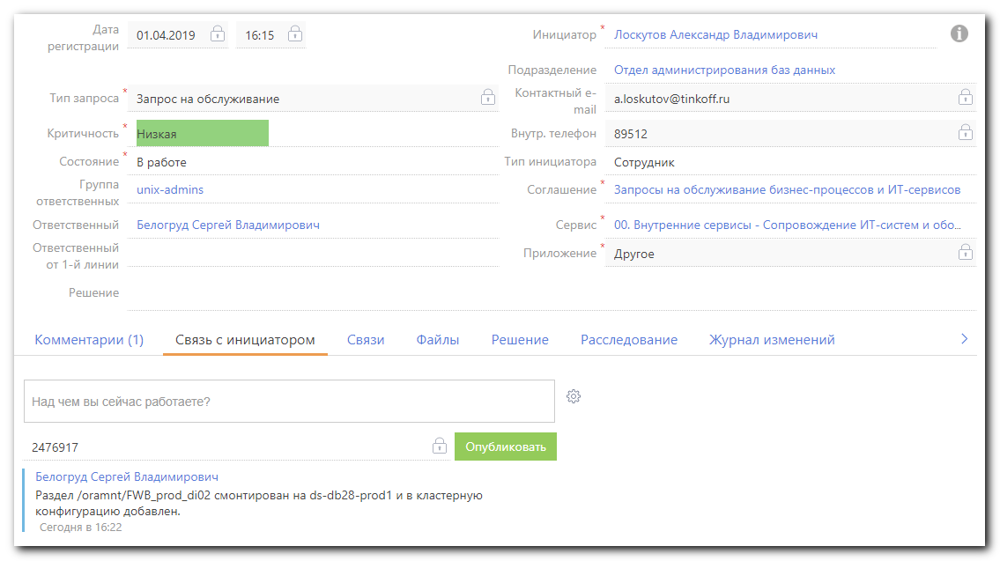 Дата
регистрации
01.04.2019
16:15
Инициатор *
Лоскутов Александр Владимирович
Подразделение
Отдел администрирования баз данных
Тип запроса *
Запрос на обслуживание
Контактный e-
mail
a.loskutov@tinkoff.ru
Критичность *
Низкая
Внутр. телефон
89512
Состояние *
В работе
Тип инициатора
Сотрудник
Группа
ответственных
unix-admins
Соглашение *
Запросы на обслуживание бизнес-процессов и ИТ-сервисов
Ответственный
Белогруд Сергей Владимирович
Сервис *
00. Внутренние сервисы - Сопровождение ИТ-систем и обо...
Ответственный
от 1-й линии
Приложение *
Другое
Решение
Комментарии (1)
Связь с инициатором
Связи
Файлы
Решение
Расследование
Журнал изменений
Над чем вы сейчас работаете?
2476917
Опубликовать
Белогруд Сергей Владимирович
Раздел /oramnt/FWB_prod_di02 смонтирован на ds-db28-prod1 и в кластерную
конфигурацию добавлен.
Сегодня в 16:22